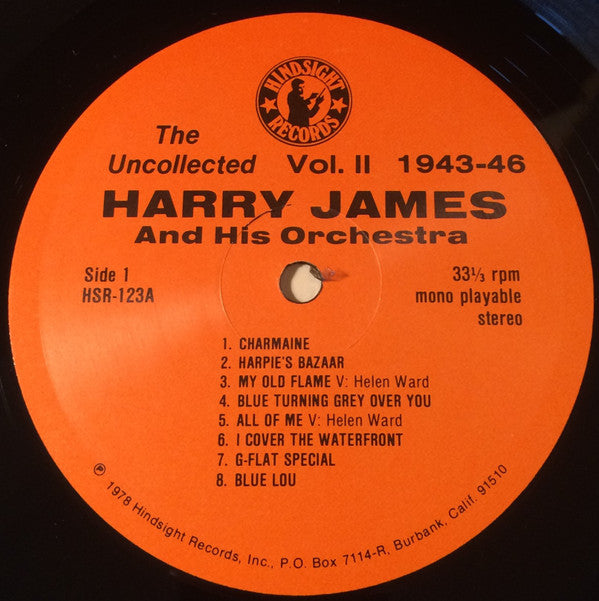 HINDSIGHT
RECORDS
The
Uncollected Vol. II 1943-46
HARRY JAMES
And His Orchestra
Side 1
HSR-123A
33⅓ rpm
mono playable
stereo
1. CHARMAINE
2. HARPIE'S BAZAAR
3. MY OLD FLAME V: Helen Ward
4. BLUE TURNING GREY OVER YOU
5. ALL OF ME V: Helen Ward
6. I COVER THE WATERFRONT
7. G-FLAT SPECIAL
8. BLUE LOU
℗ 1978 Hindsight Records, Inc., P.O. Box 7114-R, Burbank, Calif. 91510